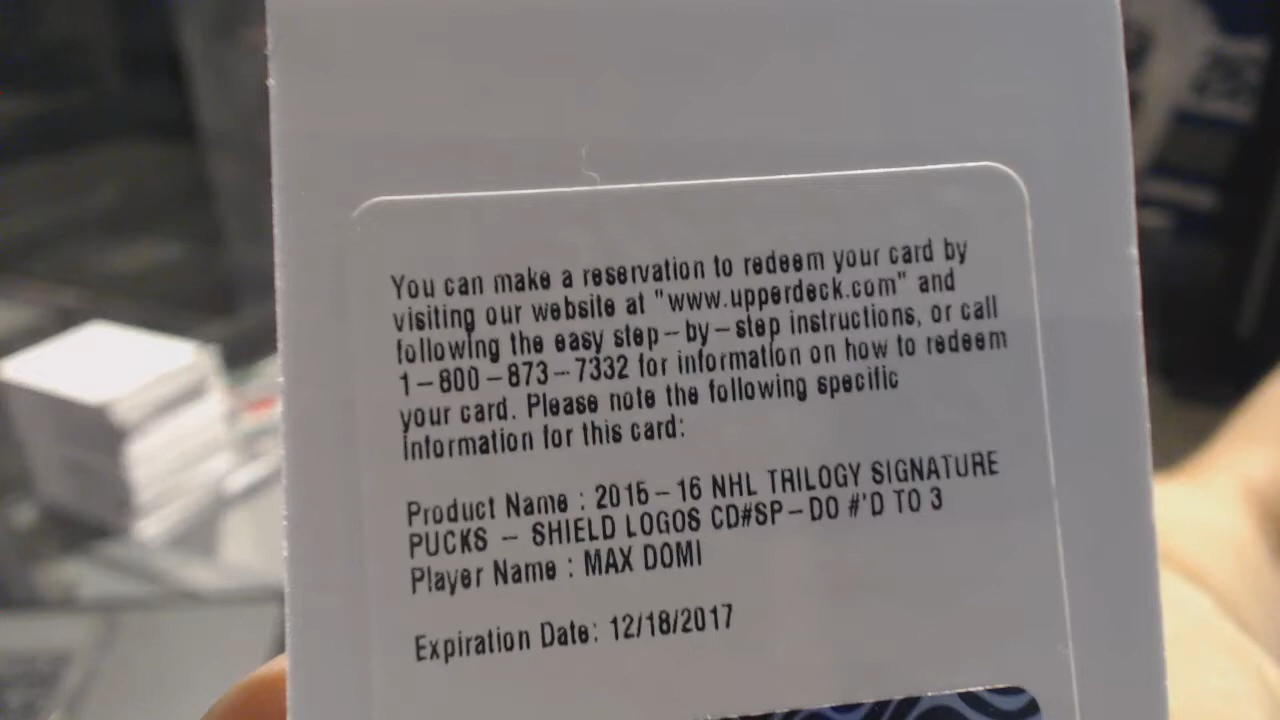 You can make a reservation to redeem your card by
visiting our website at "www.upperdeck.com" and
following the easy step-by-step instructions, or call
1-800-873-7332 for information on how to redeem
your card. Please note the following specific
information for this card:
Product Name : 2015-16 NHL TRILOGY SIGNATURE
PUCKS - SHIELD LOGOS CD#SP-DO #'D TO 3
Player Name : MAX DOMI
Expiration Date: 12/18/2017